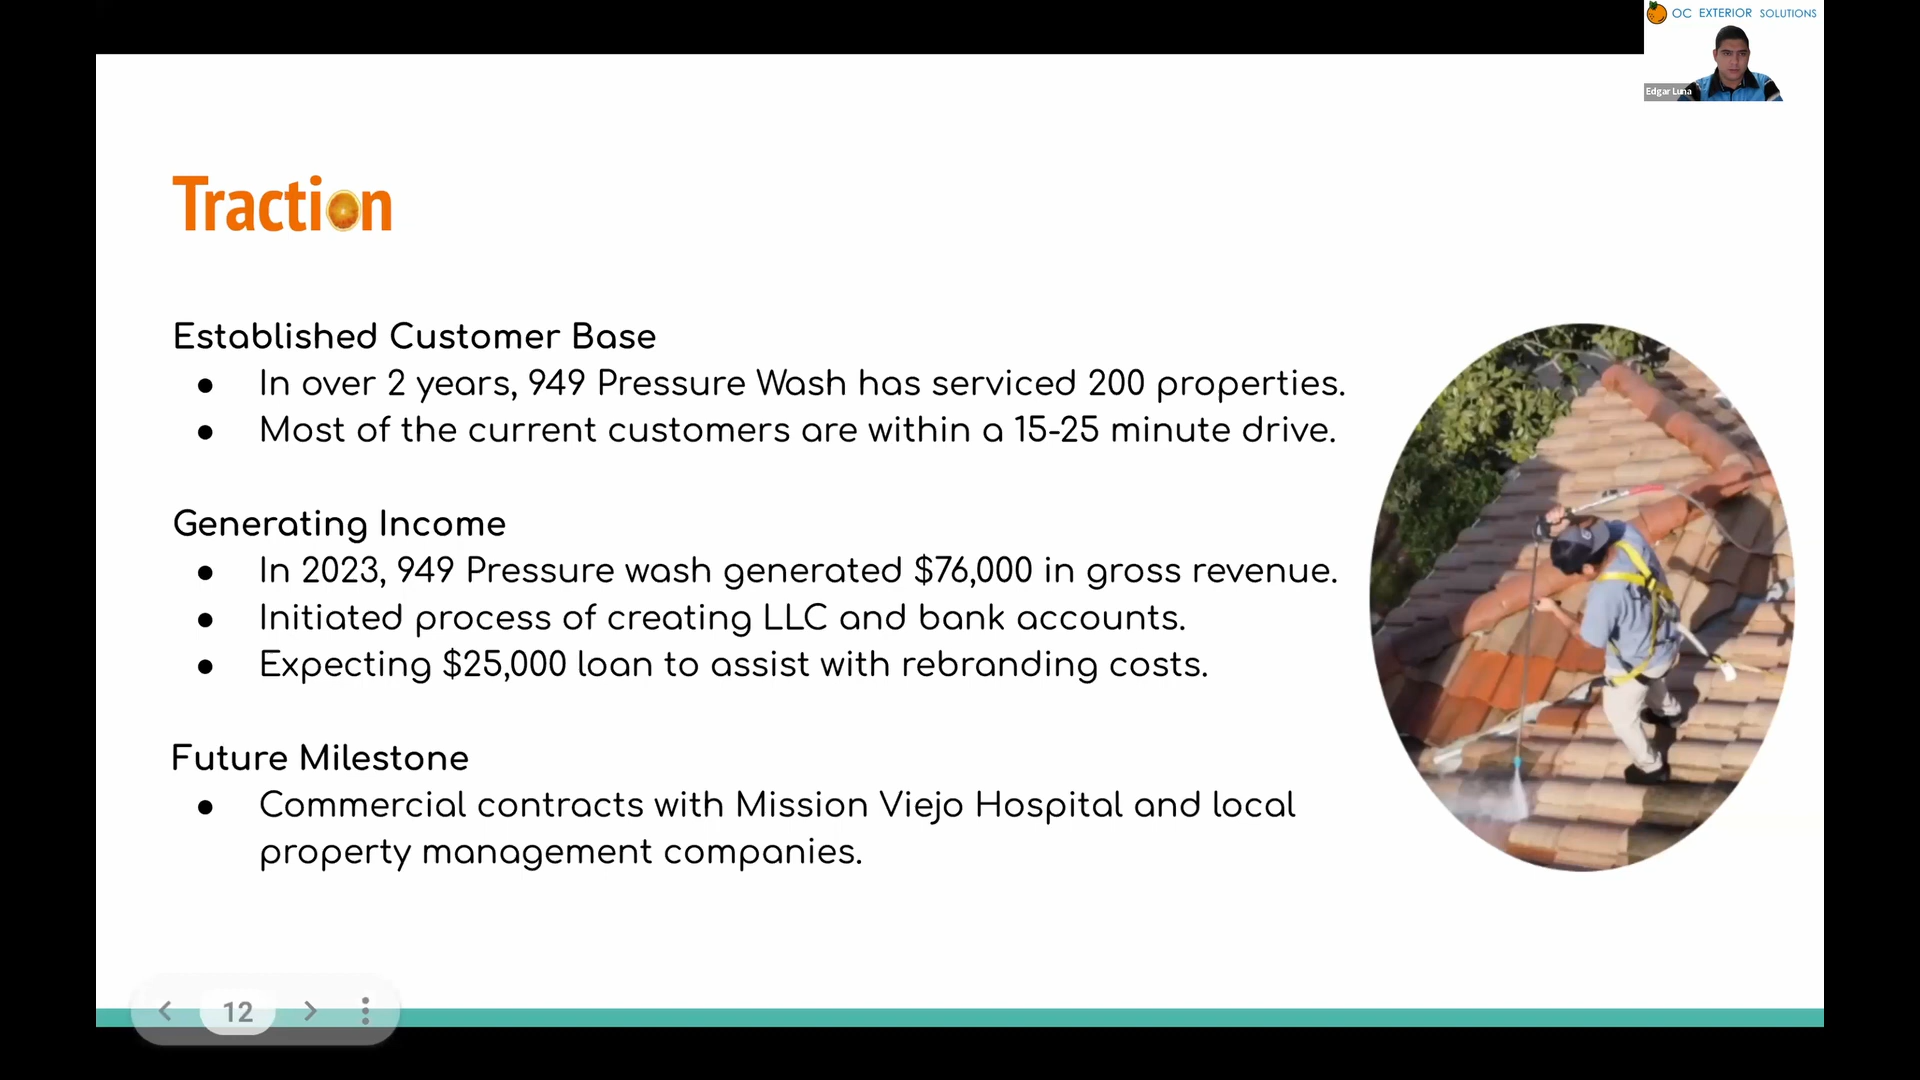 OC EXTERIOR SOLUTIONS
Edgar Luna
Traction
Established Customer Base
● In over 2 years, 949 Pressure Wash has serviced 200 properties.
● Most of the current customers are within a 15-25 minute drive.
Generating Income
● In 2023, 949 Pressure wash generated $76,000 in gross revenue.
● Initiated process of creating LLC and bank accounts.
● Expecting $25,000 loan to assist with rebranding costs.
Future Milestone
● Commercial contracts with Mission Viejo Hospital and local
property management companies.
12